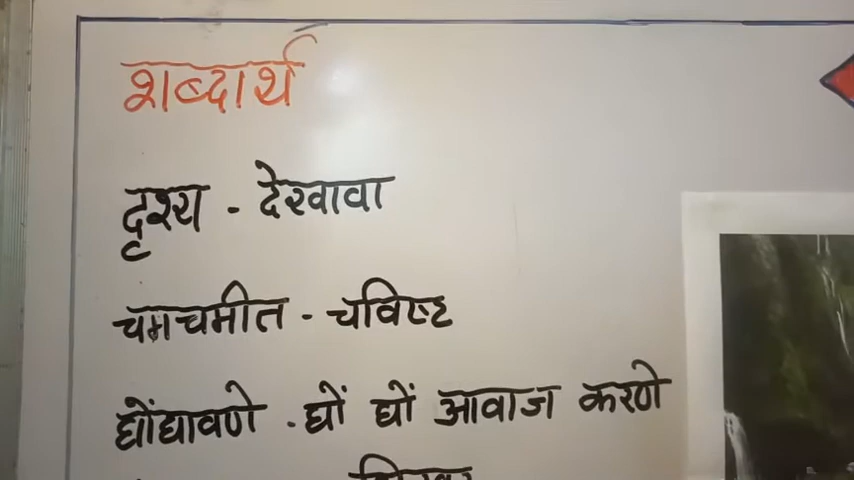 शब्दार्थ
दृश्य - देखावा
चमचमीत - चविष्ट
घोंघावणे - घों घों आवाज करणे